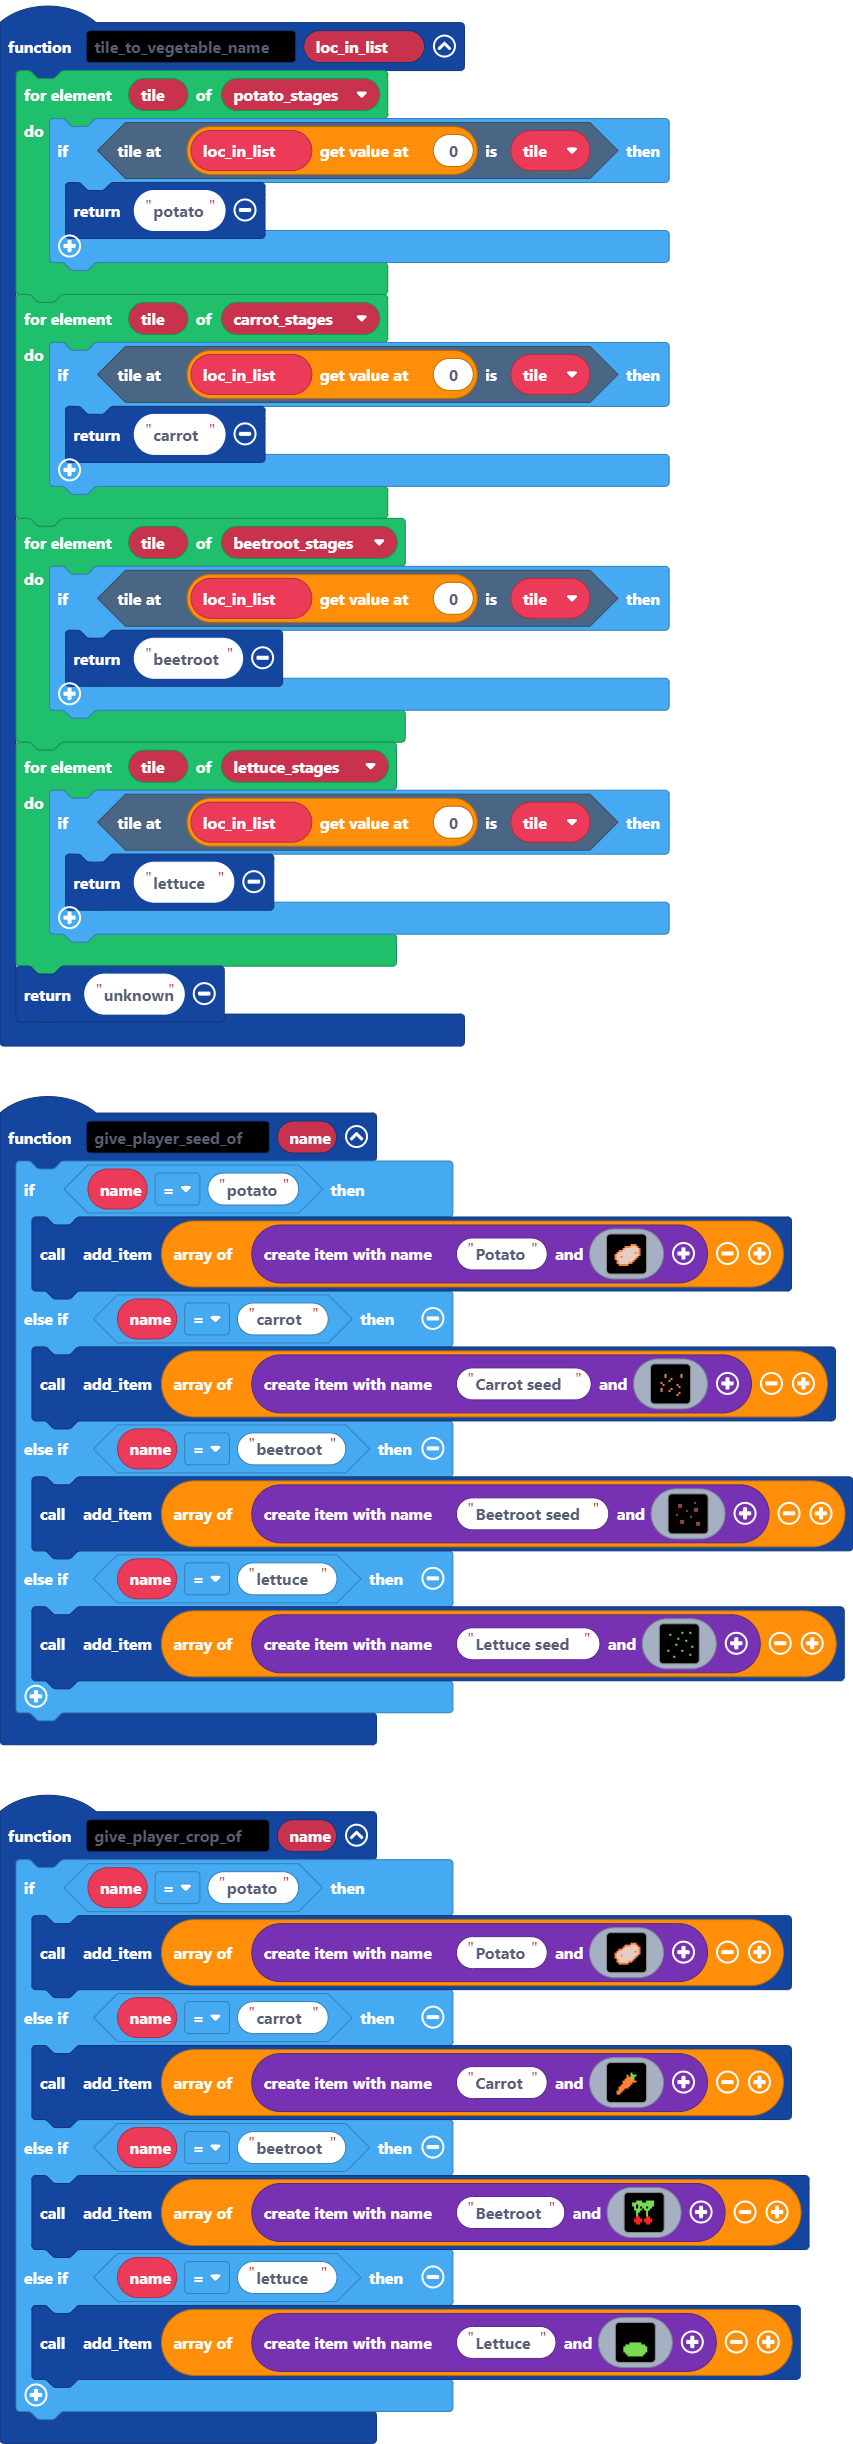 function tile_to_vegetable_name loc_in_list
for element tile of potato_stages
do
if tile at loc_in_list get value at 0 is tile then
return "potato"
for element tile of carrot_stages
do
if tile at loc_in_list get value at 0 is tile then
return "carrot"
for element tile of beetroot_stages
do
if tile at loc_in_list get value at 0 is tile then
return "beetroot"
for element tile of lettuce_stages
do
if tile at loc_in_list get value at 0 is tile then
return "lettuce"
return "unknown"
function give_player_seed_of name
if name = "potato" then
call add_item array of create item with name "Potato" and
else if name = "carrot" then
call add_item array of create item with name "Carrot seed" and
else if name = "beetroot" then
call add_item array of create item with name "Beetroot seed" and
else if name = "lettuce" then
call add_item array of create item with name "Lettuce seed" and
function give_player_crop_of name
if name = "potato" then
call add_item array of create item with name "Potato" and
else if name = "carrot" then
call add_item array of create item with name "Carrot" and
else if name = "beetroot" then
call add_item array of create item with name "Beetroot" and
else if name = "lettuce" then
call add_item array of create item with name "Lettuce" and